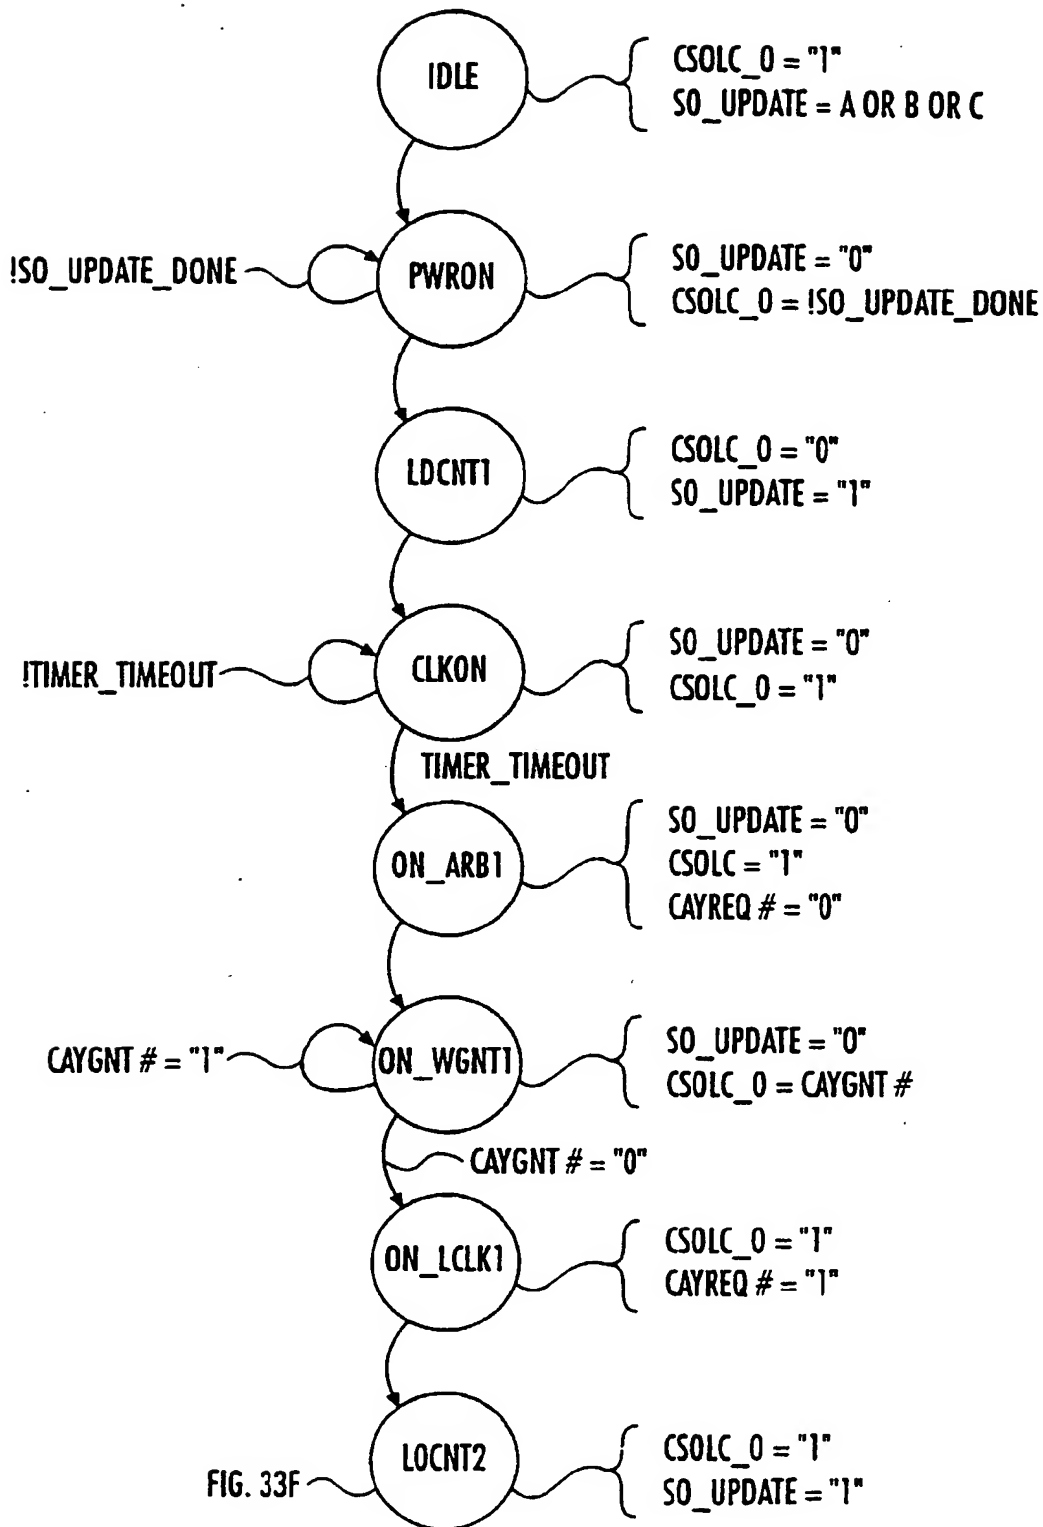 IDLE
CSOLC_0 = "1"
SO_UPDATE = A OR B OR C
!SO_UPDATE_DONE
PWRON
SO_UPDATE = "0"
CSOLC_0 = !SO_UPDATE_DONE
LDCNT1
CSOLC_0 = "0"
SO_UPDATE = "1"
!TIMER_TIMEOUT
CLKON
SO_UPDATE = "0"
CSOLC_0 = "1"
TIMER_TIMEOUT
ON_ARB1
SO_UPDATE = "0"
CSOLC = "1"
CAYREQ # = "0"
CAYGNT # = "1"
ON_WGNT1
SO_UPDATE = "0"
CSOLC_0 = CAYGNT #
CAYGNT # = "0"
ON_LCLK1
CSOLC_0 = "1"
CAYREQ # = "1"
LOCNT2
CSOLC_0 = "1"
SO_UPDATE = "1"
FIG. 33F